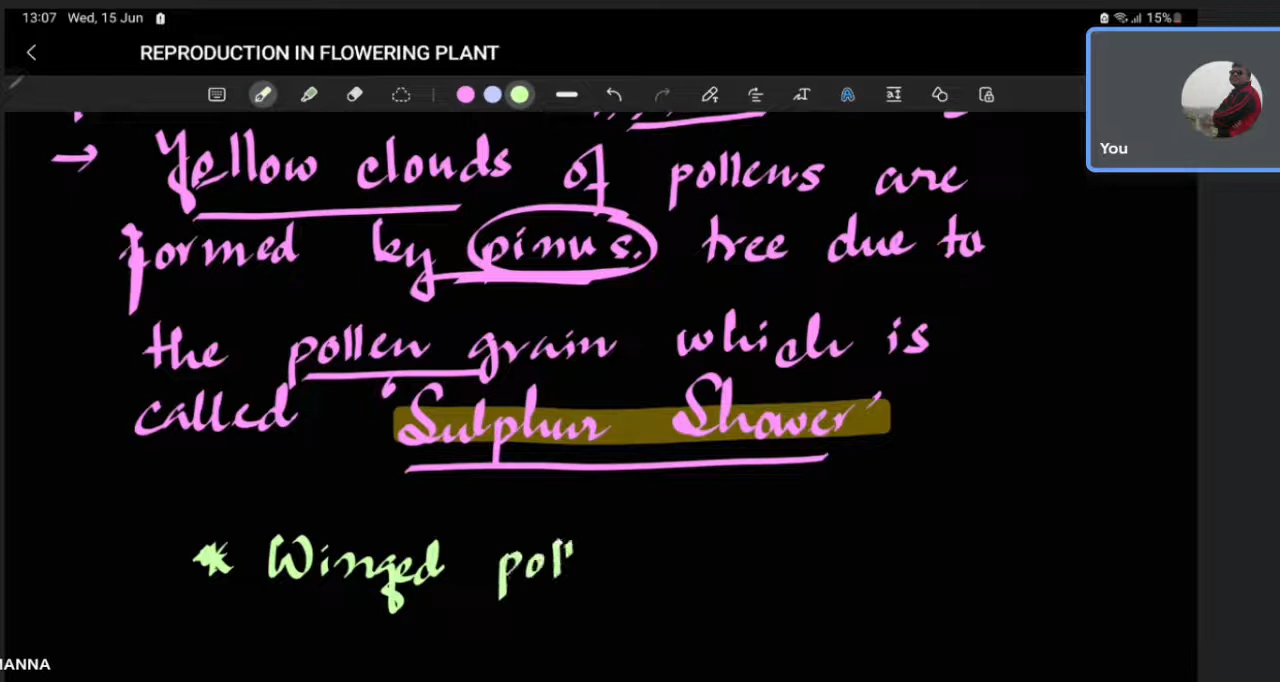 13:07 Wed, 15 Jun
15%
REPRODUCTION IN FLOWERING PLANT
You
→ Yellow clouds of pollens are
formed by pinus. tree due to
the pollen grain which is
called 'Sulphur Shower'
* Winged poll
IANNA